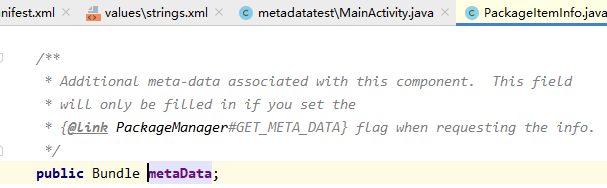 nifest.xml values\strings.xml metadatatest\MainActivity.java PackageItemInfo.java
/**
* Additional meta-data associated with this component.  This field
* will only be filled in if you set the
* {@link PackageManager#GET_META_DATA} flag when requesting the info.
*/
public Bundle metaData;